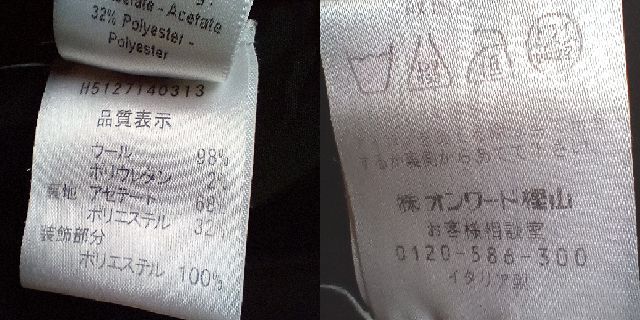 Acetate - Acetate
32% Polyester -
Polyester
H5127140313
品質表示
ウール 98%
ポリウレタン 2%
裏地 アセテート 68%
ポリエステル 32%
装飾部分
ポリエステル 100%
㈱オンワード樫山
お客様相談室
0120-586-300
イタリア製